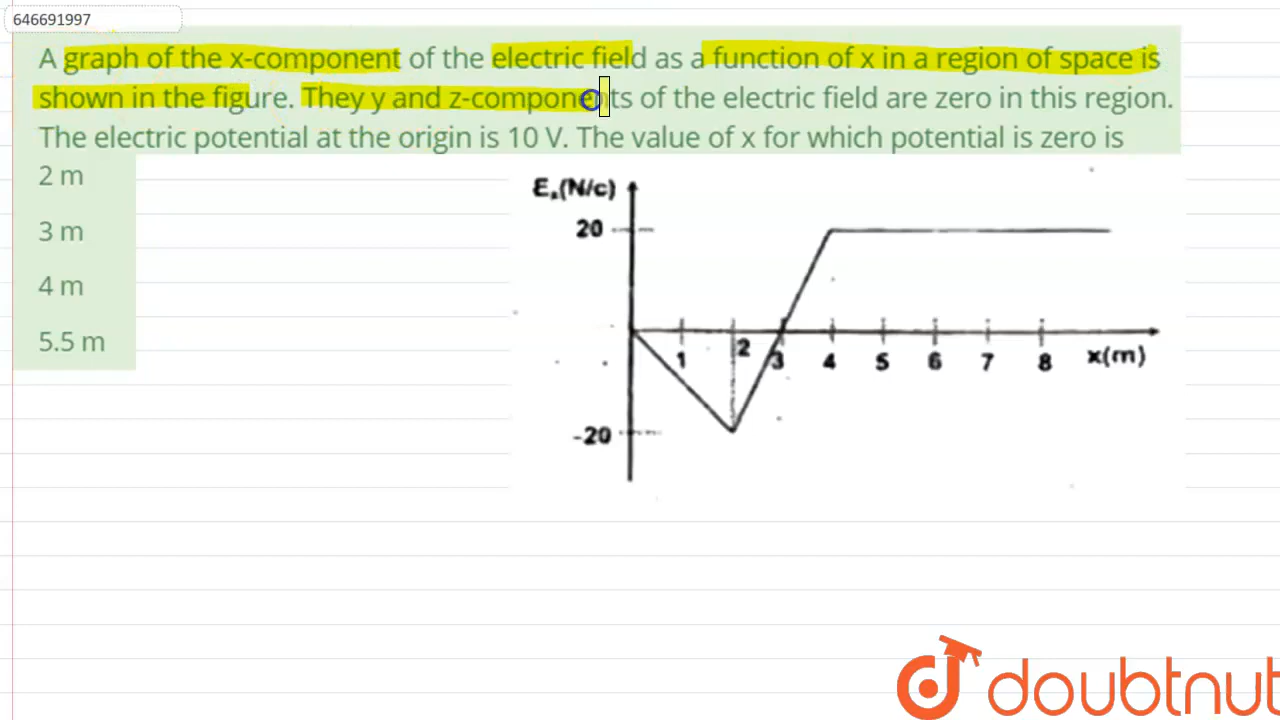 646691997
A graph of the x-component of the electric field as a function of x in a region of space is
shown in the figure. They y and z-components of the electric field are zero in this region.
The electric potential at the origin is 10 V. The value of x for which potential is zero is
2 m
3 m
4 m
5.5 m
Eₓ(N/c)
20
1 2 3 4 5 6 7 8 x(m)
-20
doubtnut